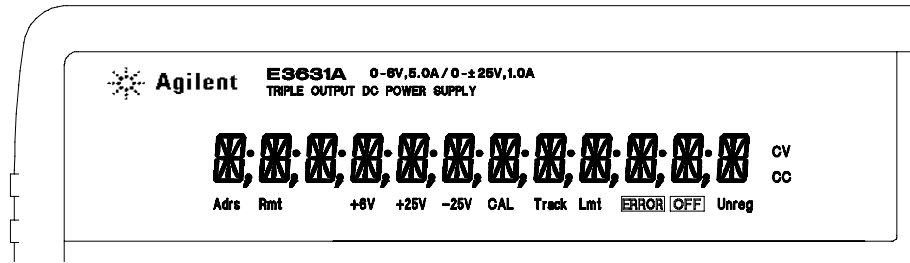 Agilent
E3631A 0-6V,5.0A / 0-±25V,1.0A
TRIPLE OUTPUT DC POWER SUPPLY
CV
CC
Adrs Rmt +6V +25V -25V CAL Track Lmt ERROR OFF Unreg